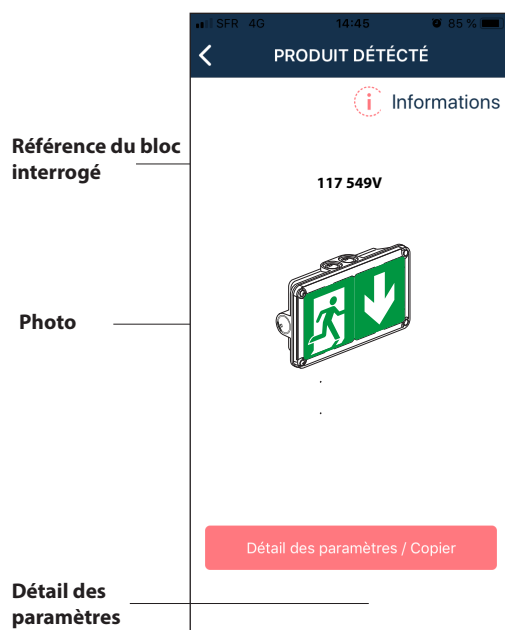 SFR 4G 14:45 85 %
PRODUIT DÉTÉCTÉ
i Informations
Référence du bloc
interrogé
117 549V
Photo
Détail des paramètres / Copier
Détail des
paramètres